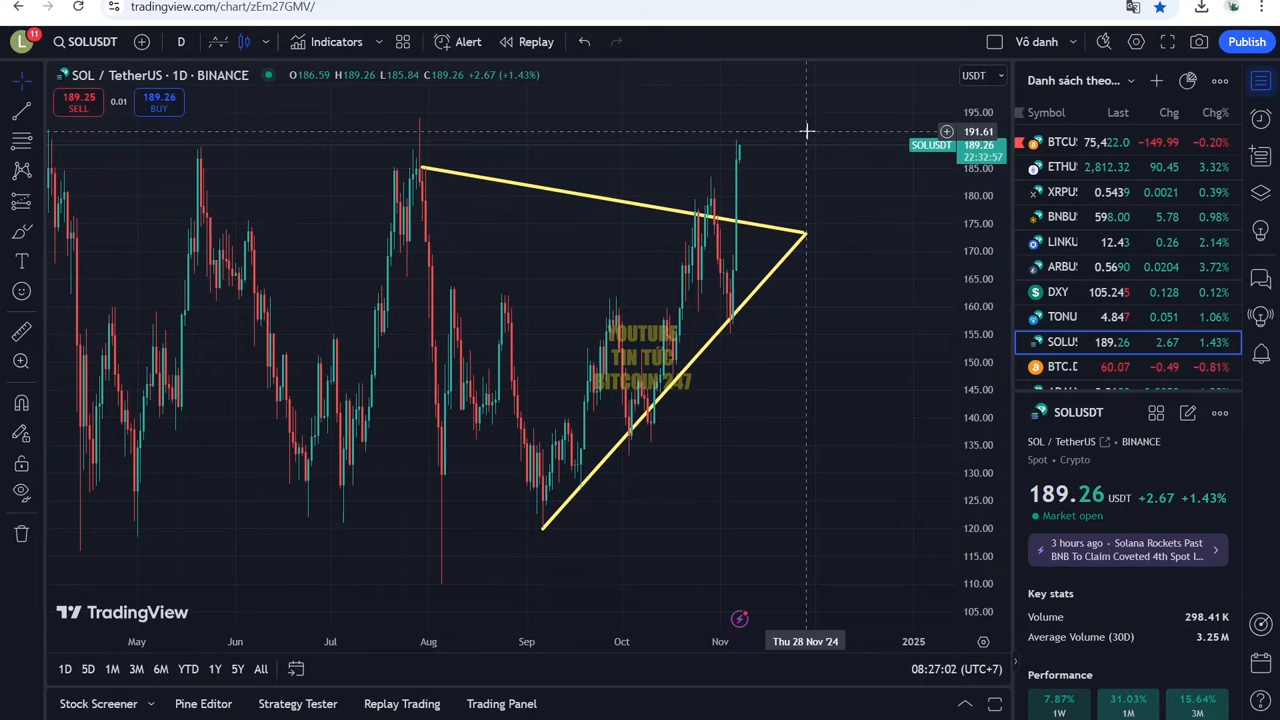 tradingview.com/chart/zEm27GMV/
L 11 SOLUSDT D Indicators Alert Replay Vô danh Publish
SOL / TetherUS · 1D · BINANCE O186.59 H189.26 L185.84 C189.26 +2.67 (+1.43%) USDT
189.25 SELL 0.01 189.26 BUY
195.00
191.61
SOLUSDT 189.26
22:32:57
185.00
180.00
175.00
170.00
165.00
160.00
155.00
150.00
145.00
140.00
135.00
130.00
125.00
120.00
115.00
110.00
105.00
YOUTUBE
TIN TỨC
BITCOIN 247
TradingView
May Jun Jul Aug Sep Oct Nov Thu 28 Nov '24 2025
1D 5D 1M 3M 6M YTD 1Y 5Y All 08:27:02 (UTC+7)
Stock Screener Pine Editor Strategy Tester Replay Trading Trading Panel
Danh sách theo...
Symbol Last Chg Chg%
BTCU 75,422.0 -149.99 -0.20%
ETHU 2,812.32 90.45 3.32%
XRPU 0.5439 0.0021 0.39%
BNBU 598.00 5.78 0.98%
LINKU 12.43 0.26 2.14%
ARBU 0.5690 0.0204 3.72%
DXY 105.245 0.128 0.12%
TONU 4.847 0.051 1.06%
SOLU 189.26 2.67 1.43%
BTC.D 60.07 -0.49 -0.81%
SOLUSDT
SOL / TetherUS BINANCE
Spot • Crypto
189.26 USDT +2.67 +1.43%
Market open
3 hours ago • Solana Rockets Past
BNB To Claim Coveted 4th Spot I...
Key stats
Volume 298.41 K
Average Volume (30D) 3.25 M
Performance
7.87% 31.03% 15.64%
1W 1M 3M